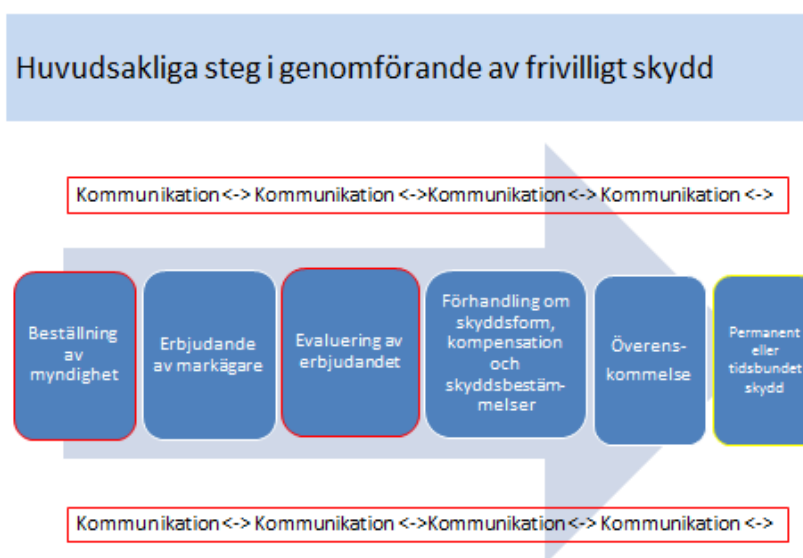 Huvudsakliga steg i genomförande av frivilligt skydd
Kommunikation <-> Kommunikation <->Kommunikation <-> Kommunikation <->
Beställning
av
myndighet
Erbjudande
av markägare
Evaluering av
erbjudandet
Förhandling om
skyddsform,
kompensation
och
skyddsbestäm-
melser
Överens-
kommelse
Permanent
eller
tidsbundet
skydd
Kommunikation <-> Kommunikation <->Kommunikation <-> Kommunikation <->